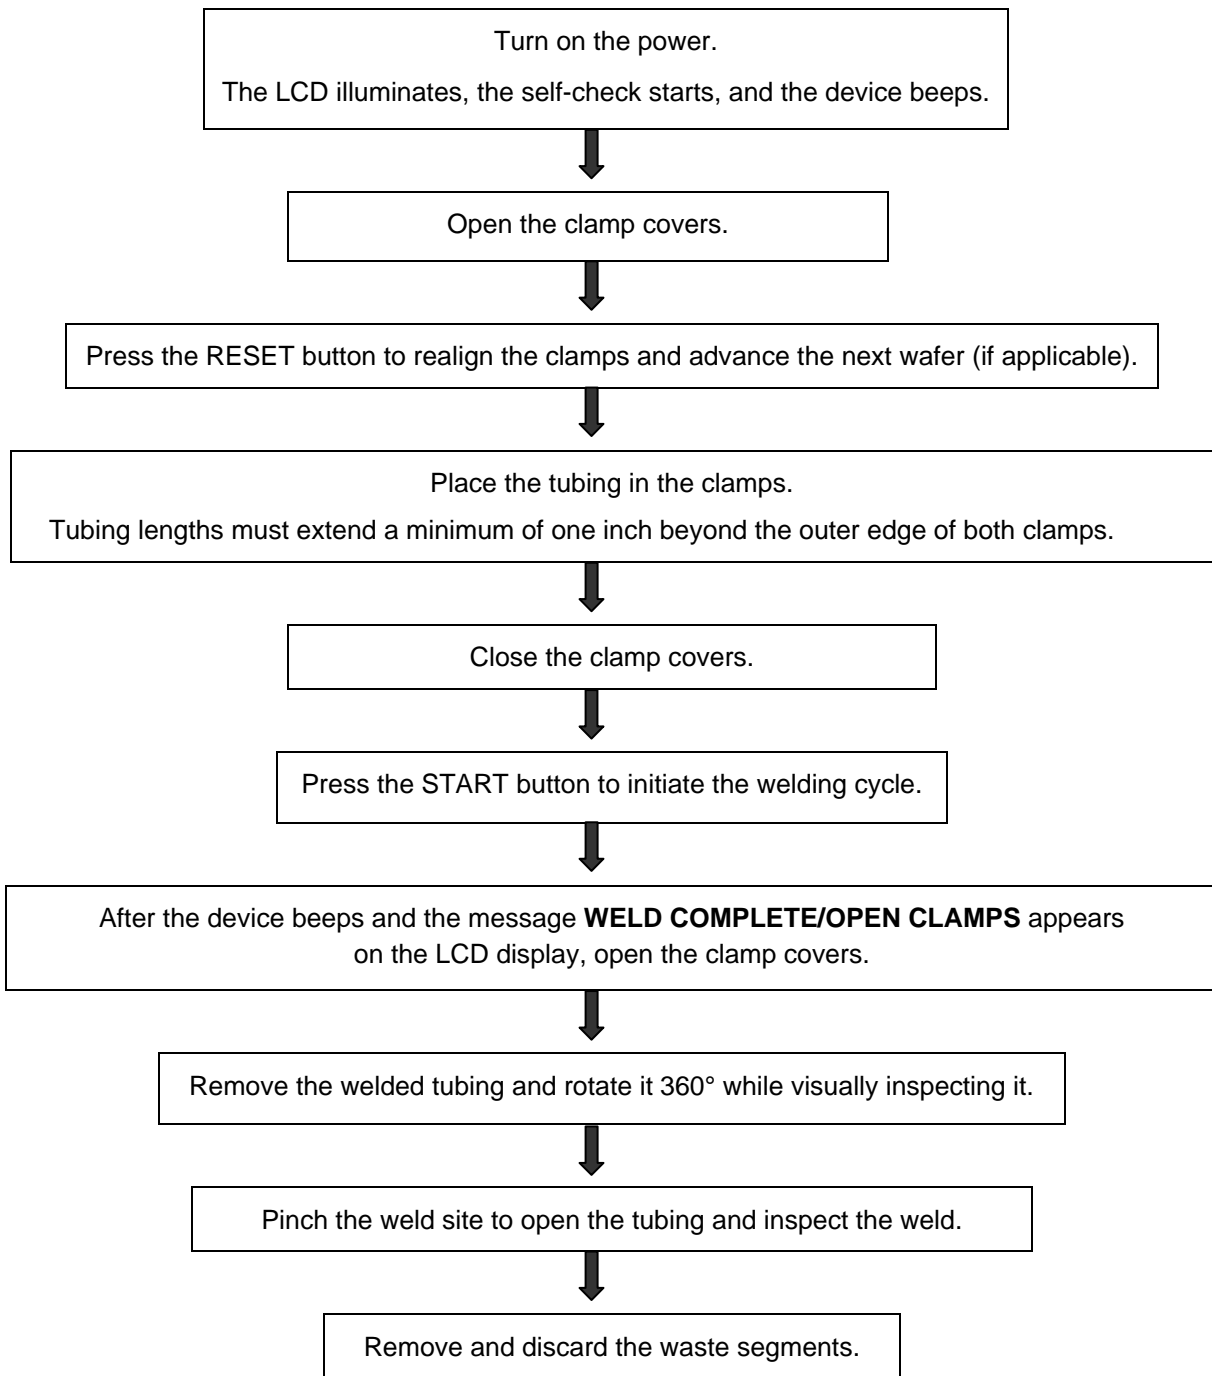 Turn on the power.
The LCD illuminates, the self-check starts, and the device beeps.
Open the clamp covers.
Press the RESET button to realign the clamps and advance the next wafer (if applicable).
Place the tubing in the clamps.
Tubing lengths must extend a minimum of one inch beyond the outer edge of both clamps.
Close the clamp covers.
Press the START button to initiate the welding cycle.
After the device beeps and the message WELD COMPLETE/OPEN CLAMPS appears
on the LCD display, open the clamp covers.
Remove the welded tubing and rotate it 360° while visually inspecting it.
Pinch the weld site to open the tubing and inspect the weld.
Remove and discard the waste segments.